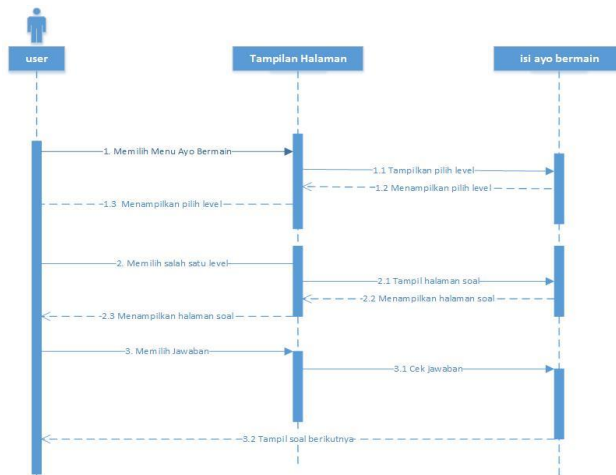 user
Tampilan Halaman
isi ayo bermain
1. Memilih Menu Ayo Bermain
1.1 Tampilkan pilih level
1.2 Menampilkan pilih level
1.3 Menampilkan pilih level
2. Memilih salah satu level
2.1 Tampil halaman soal
2.2 Menampilkan halaman soal
2.3 Menampilkan halaman soal
3. Memilih Jawaban
3.1 Cek jawaban
3.2 Tampil soal berikutnya